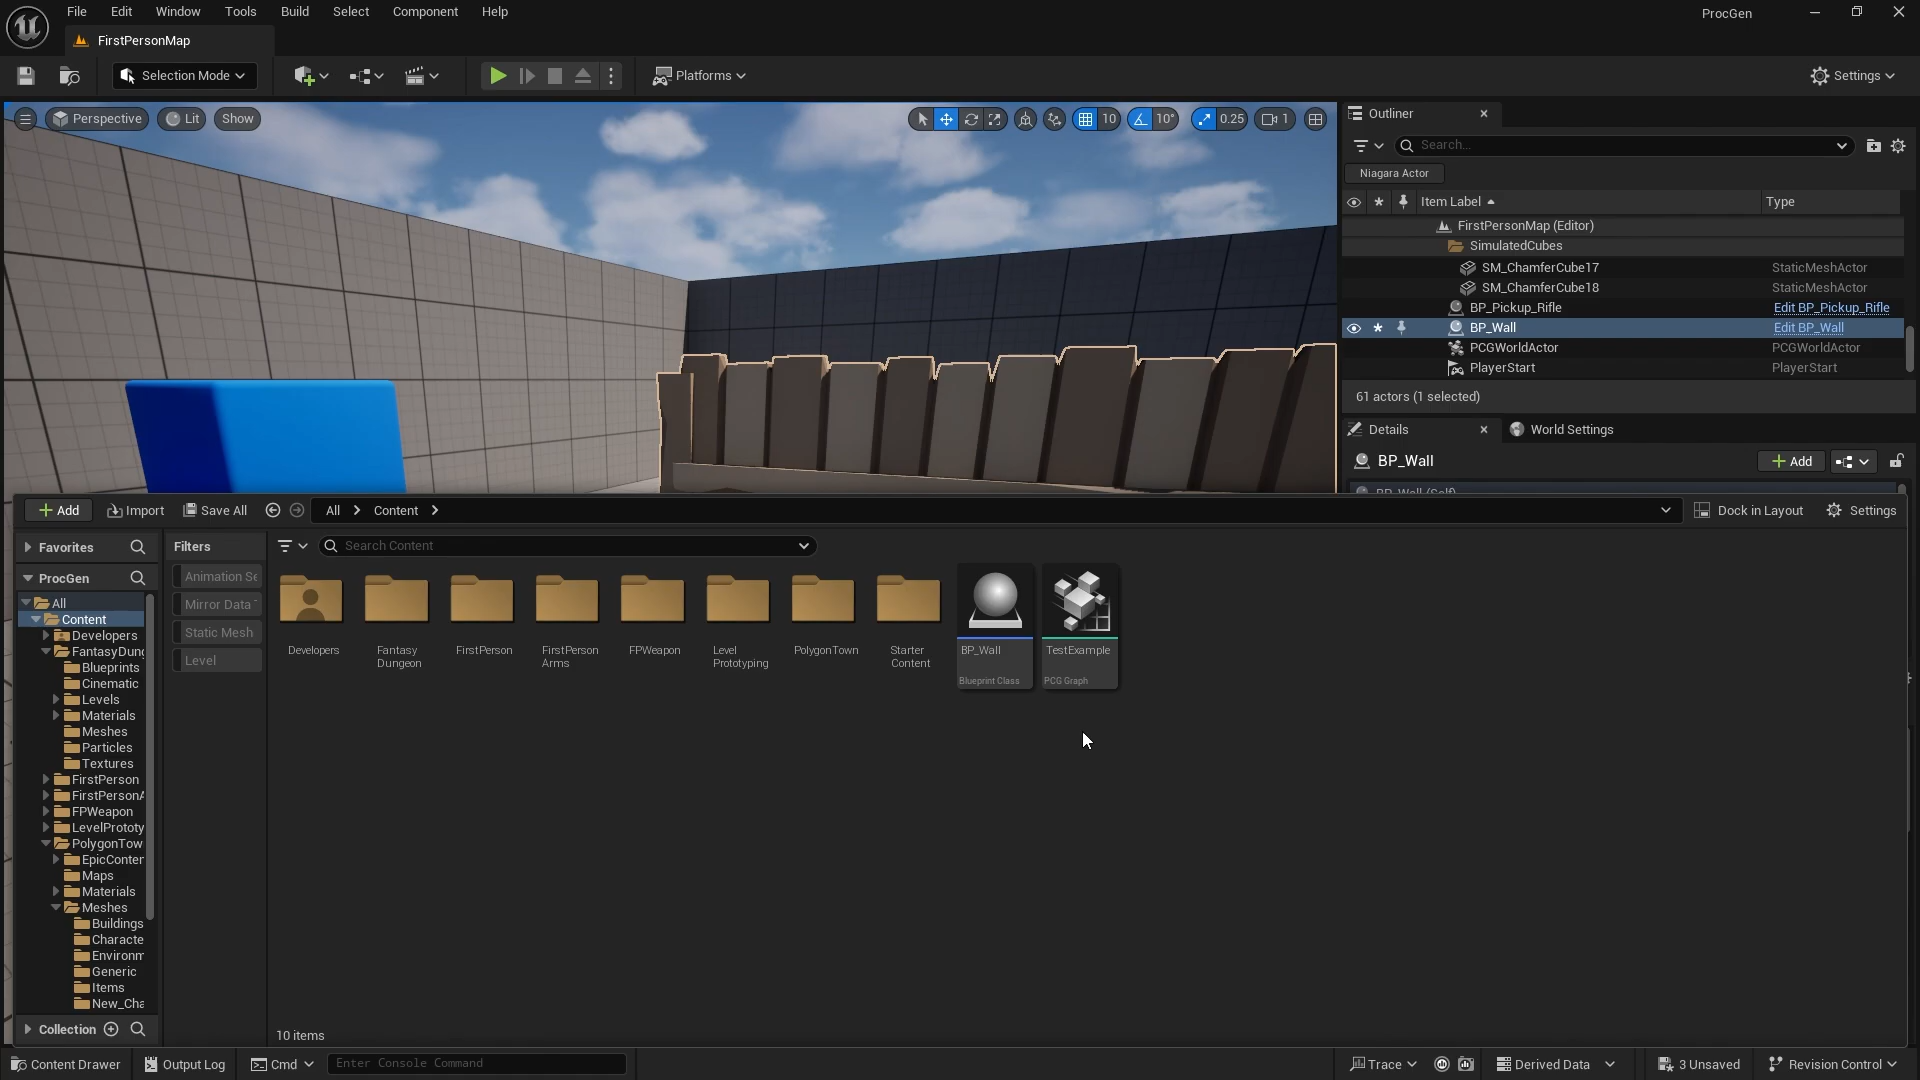 File Edit Window Tools Build Select Component Help
ProcGen
FirstPersonMap
Selection Mode
Platforms
Settings
Perspective Lit Show
10 10° 0.25 1
Outliner
Search...
Niagara Actor
Item Label Type
FirstPersonMap (Editor)
SimulatedCubes
SM_ChamferCube17 StaticMeshActor
SM_ChamferCube18 StaticMeshActor
BP_Pickup_Rifle Edit BP_Pickup_Rifle
BP_Wall Edit BP_Wall
PCGWorldActor PCGWorldActor
PlayerStart PlayerStart
61 actors (1 selected)
Details World Settings
BP_Wall Add
BP_Wall (Self)
Add Import Save All All Content Dock in Layout Settings
Favorites
ProcGen
All
Content
Developers
FantasyDung
Blueprints
Cinematic
Levels
Materials
Meshes
Particles
Textures
FirstPerson
FirstPersonA
FPWeapon
LevelPrototy
PolygonTow
EpicConten
Maps
Materials
Meshes
Buildings
Characte
Environm
Generic
Items
New_Cha
Collection
Filters
Animation Se
Mirror Data T
Static Mesh
Level
Search Content
Developers
Fantasy
Dungeon
FirstPerson
FirstPerson
Arms
FPWeapon
Level
Prototyping
PolygonTown
Starter
Content
BP_Wall
Blueprint Class
TestExample
PCG Graph
10 items
Content Drawer Output Log Cmd Enter Console Command Trace Derived Data 3 Unsaved Revision Control